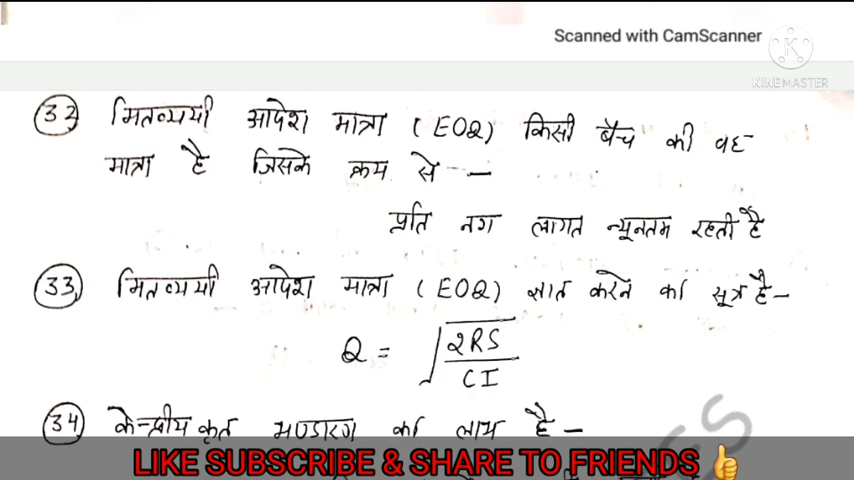 Scanned with CamScanner
K
KINEMASTER
32 मितव्ययी आदेश मात्रा (EOQ) किसी बैच की वह
मात्रा है जिसके क्रय से --
प्रति नग लागत न्यूनतम रहती है
33 मितव्ययी आदेश मात्रा (EOQ) ज्ञात करने का सूत्र है -
Q = √2RS/CI
34 केन्द्रीयकृत भण्डारण का लाभ है -
LIKE SUBSCRIBE & SHARE TO FRIENDS 👍